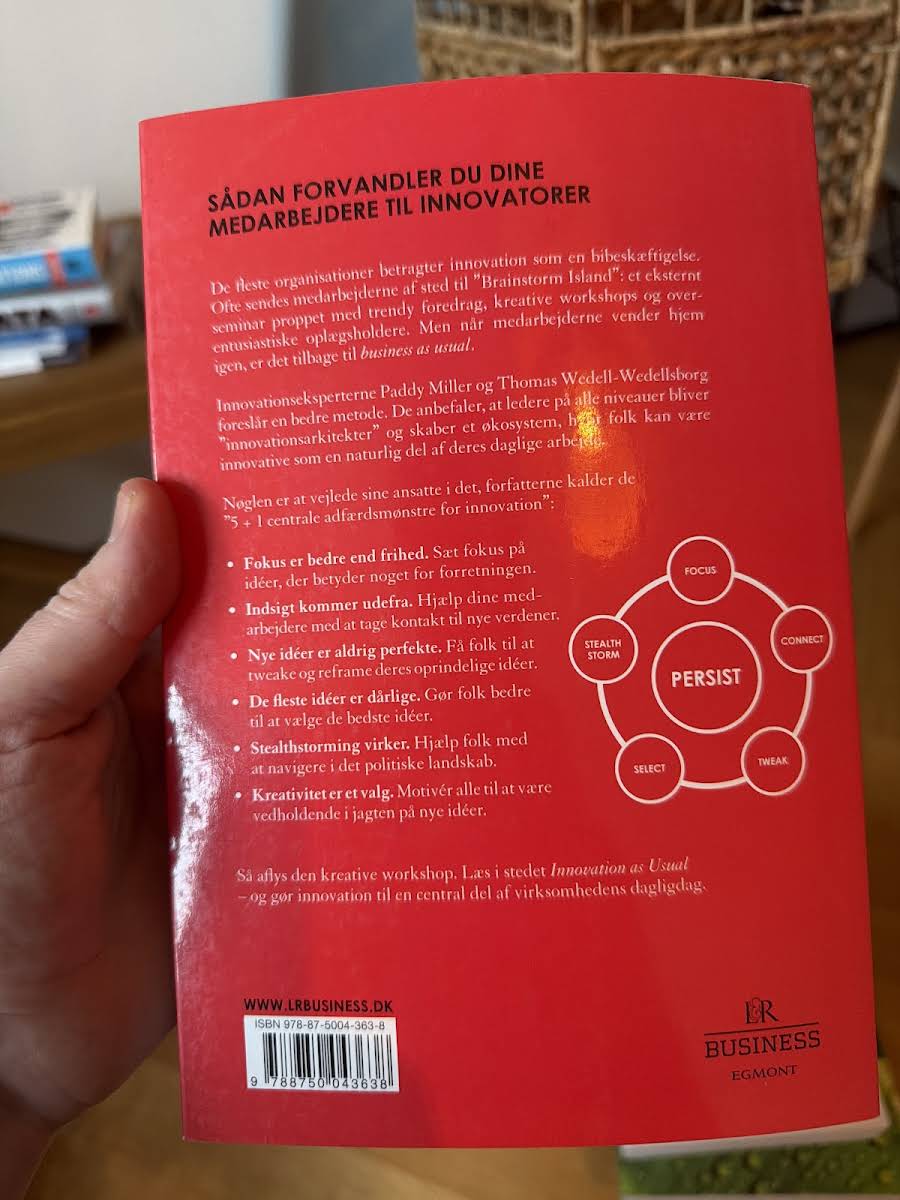 SÅDAN FORVANDLER DU DINE
MEDARBEJDERE TIL INNOVATORER
De fleste organisationer betragter innovation som en bibeskæftigelse.
Ofte sendes medarbejderne af sted til ”Brainstorm Island”: et eksternt
seminar proppet med trendy foredrag, kreative workshops og over-
entusiastiske oplægsholdere. Men når medarbejderne vender hjem
igen, er det tilbage til business as usual.
Innovationseksperterne Paddy Miller og Thomas Wedell-Wedellsborg
foreslår en bedre metode. De anbefaler, at ledere på alle niveauer bliver
”innovationsarkitekter” og skaber et økosystem, hvor folk kan være
innovative som en naturlig del af deres daglige arbejde.
Nøglen er at vejlede sine ansatte i det, forfatterne kalder de
”5 + 1 centrale adfærdsmønstre for innovation”:
• Fokus er bedre end frihed. Sæt fokus på
idéer, der betyder noget for forretningen.
• Indsigt kommer udefra. Hjælp dine med-
arbejdere med at tage kontakt til nye verdener.
• Nye idéer er aldrig perfekte. Få folk til at
tweake og reframe deres oprindelige idéer.
• De fleste idéer er dårlige. Gør folk bedre
til at vælge de bedste idéer.
• Stealthstorming virker. Hjælp folk med
at navigere i det politiske landskab.
• Kreativitet er et valg. Motivér alle til at være
vedholdende i jagten på nye idéer.
FOCUS
CONNECT
TWEAK
SELECT
STEALTH
STORM
PERSIST
Så aflys den kreative workshop. Læs i stedet Innovation as Usual
– og gør innovation til en central del af virksomhedens dagligdag.
WWW.LRBUSINESS.DK
ISBN 978-87-5004-363-8
9 788750 043638
L&R
BUSINESS
EGMONT